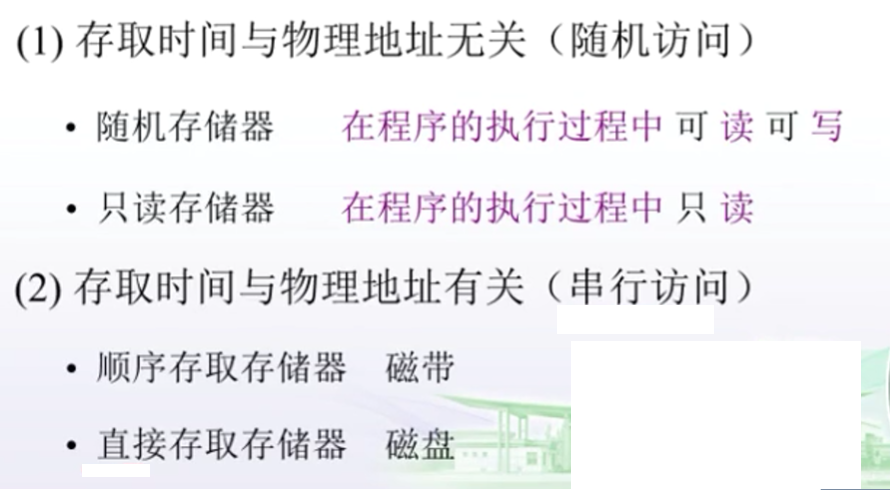 (1) 存取时间与物理地址无关（随机访问）
• 随机存储器 在程序的执行过程中 可 读 可 写
• 只读存储器 在程序的执行过程中 只 读
(2) 存取时间与物理地址有关（串行访问）
• 顺序存取存储器 磁带
• 直接存取存储器 磁盘